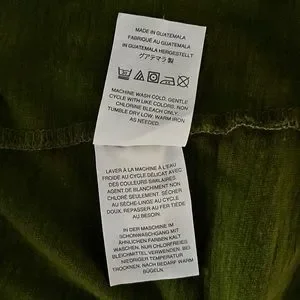 MADE IN GUATEMALA
FABRIQUÉ AU GUATEMALA
IN GUATEMALA HERGESTELLT
グアテマラ製
MACHINE WASH COLD, GENTLE
CYCLE WITH LIKE COLORS. NON
CHLORINE BLEACH ONLY.
TUMBLE DRY LOW. WARM IRON
AS NEEDED.
LAVER À LA MACHINE À L'EAU
FROIDE AU CYCLE DÉLICAT AVEC
DES COULEURS SIMILAIRES.
AGENT DE BLANCHIMENT NON
CHLORÉ SEULEMENT. SÉCHER
AU SÈCHE-LINGE AU CYCLE
DOUX. REPASSER AU FER TIÈDE
AU BESOIN.
IN DER MASCHINE IM
SCHONWASCHGANG MIT
ÄHNLICHEN FARBEN KALT
WASCHEN. NUR CHLORFREIES
BLEICHMITTEL VERWENDEN. BEI
NIEDRIGER TEMPERATUR
TROCKNEN. NACH BEDARF WARM
BÜGELN.